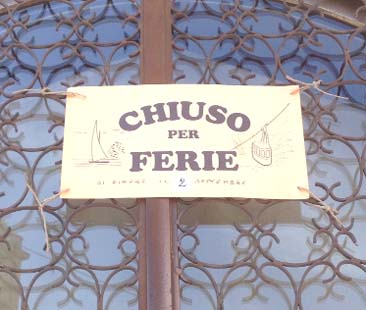 CHIUSO
PER
FERIE
SI RIAPRE IL 2 SETTEMBRE